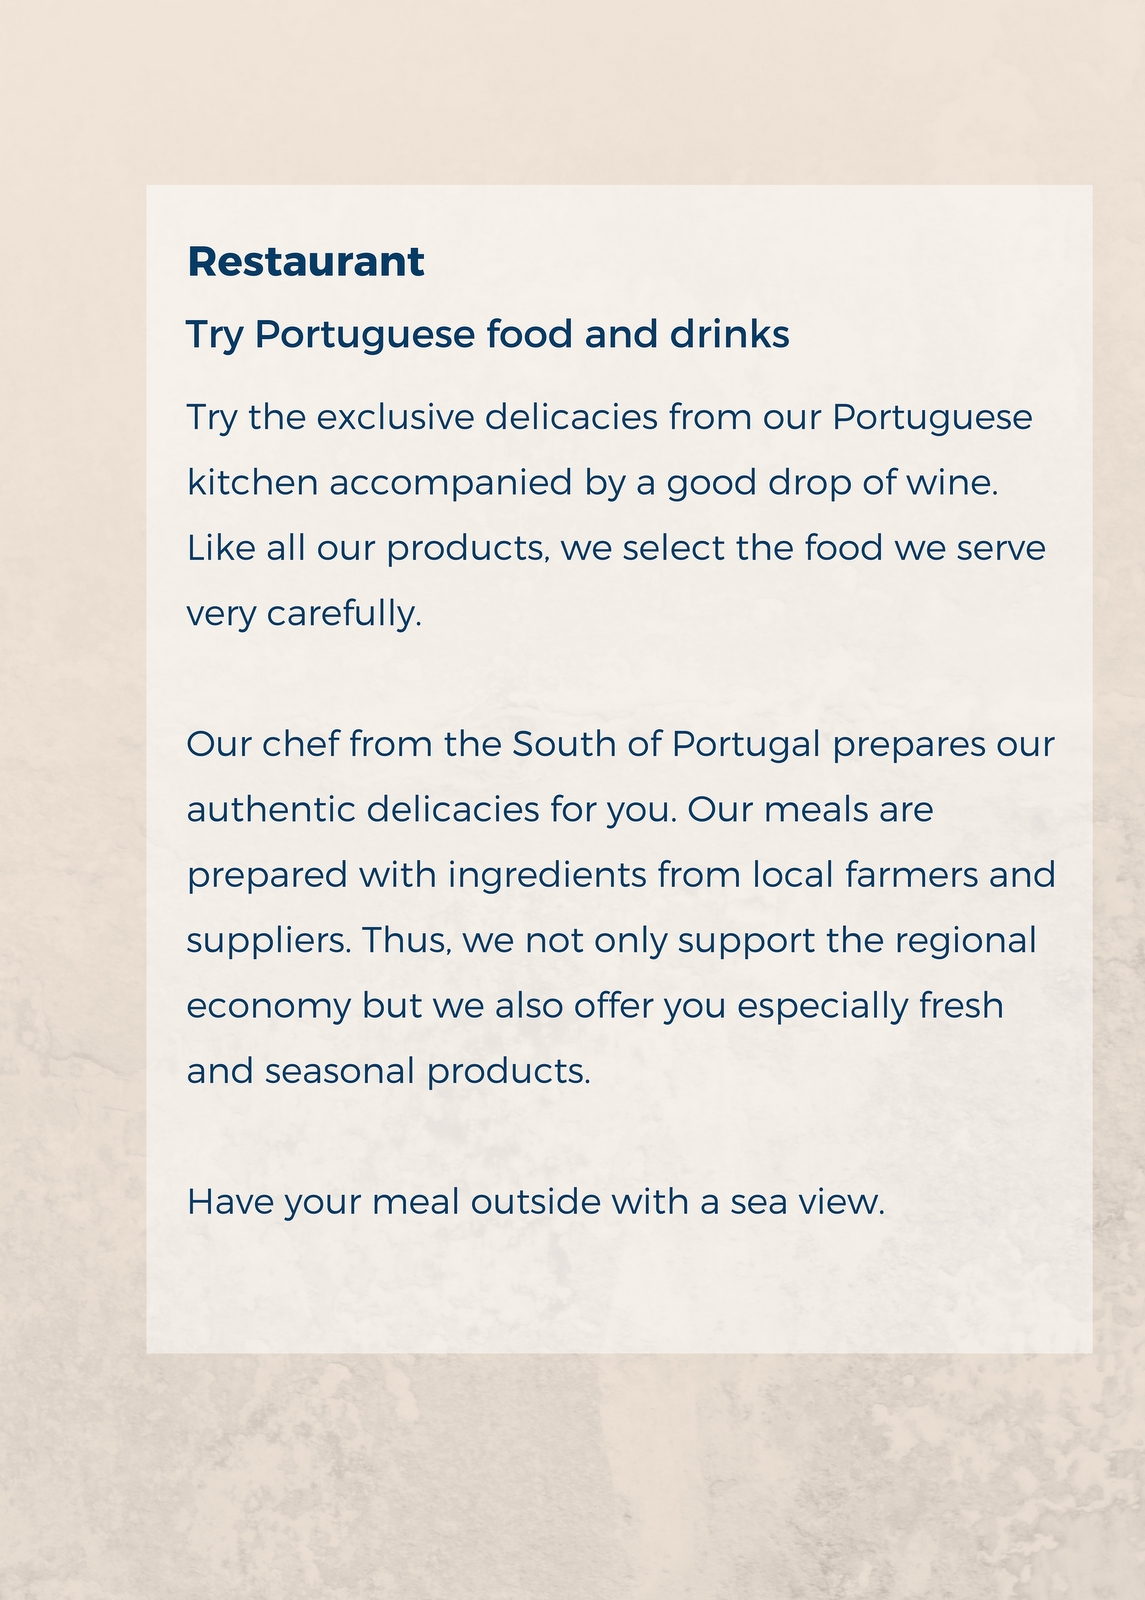 Restaurant
Try Portuguese food and drinks
Try the exclusive delicacies from our Portuguese
kitchen accompanied by a good drop of wine.
Like all our products, we select the food we serve
very carefully.
Our chef from the South of Portugal prepares our
authentic delicacies for you. Our meals are
prepared with ingredients from local farmers and
suppliers. Thus, we not only support the regional
economy but we also offer you especially fresh
and seasonal products.
Have your meal outside with a sea view.